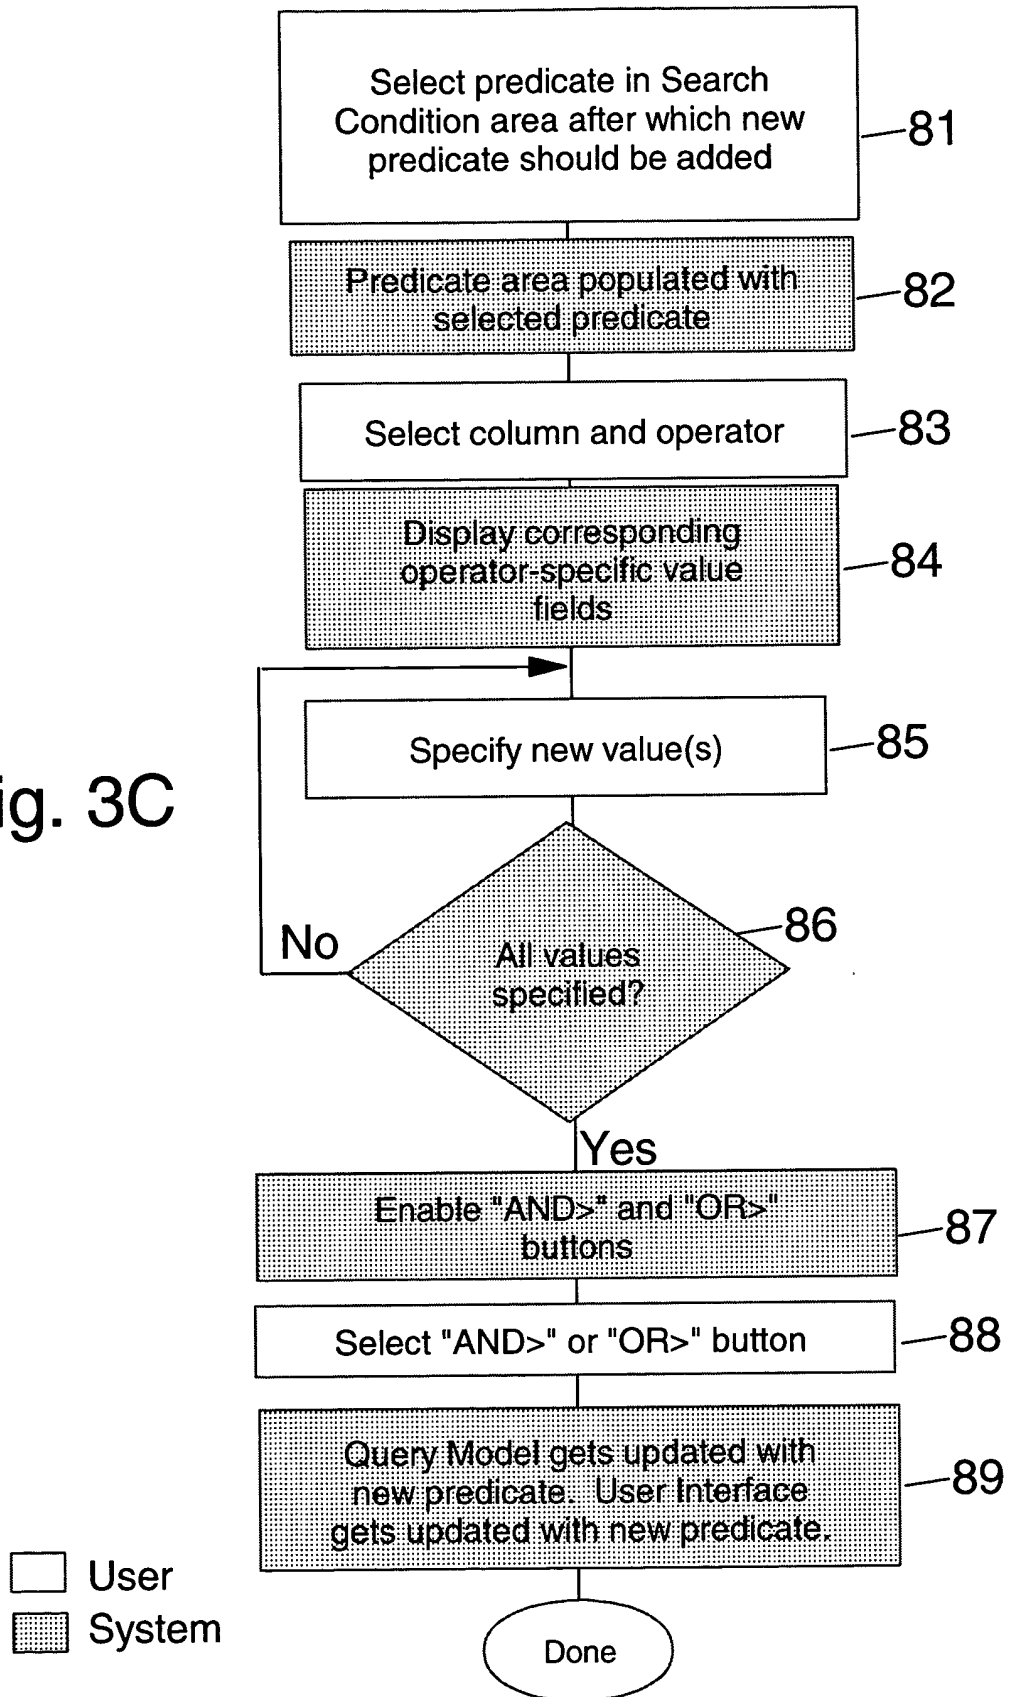 Select predicate in Search
Condition area after which new
predicate should be added
81
Predicate area populated with
selected predicate
82
Select column and operator
83
Display corresponding
operator-specific value
fields
84
Specify new value(s)
85
ig. 3C
No
All values
specified?
86
Yes
Enable "AND>" and "OR>"
buttons
87
Select "AND>" or "OR>" button
88
Query Model gets updated with
new predicate. User Interface
gets updated with new predicate.
89
User
System
Done